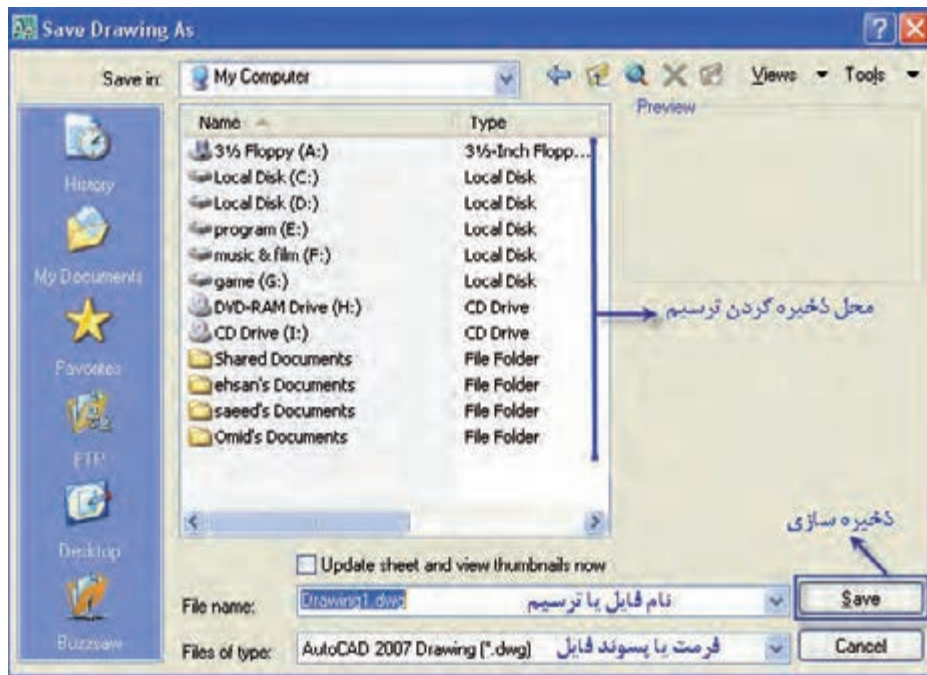 Save Drawing As
Save in: My Computer Views Tools
Preview
Name Type
3½ Floppy (A:) 3½-Inch Flopp...
Local Disk (C:) Local Disk
Local Disk (D:) Local Disk
program (E:) Local Disk
music & film (F:) Local Disk
game (G:) Local Disk
DVD-RAM Drive (H:) CD Drive
CD Drive (I:) CD Drive
Shared Documents File Folder
ehsan's Documents File Folder
saeed's Documents File Folder
Omid's Documents File Folder
محل ذخیره کردن ترسیم
History
My Documents
Favorites
FTP
Desktop
Buzzsaw
ذخیره سازی
Update sheet and view thumbnails now
File name: Drawing1.dwg نام فایل یا ترسیم Save
Files of type: AutoCAD 2007 Drawing (*.dwg) فرمت یا پسوند فایل Cancel